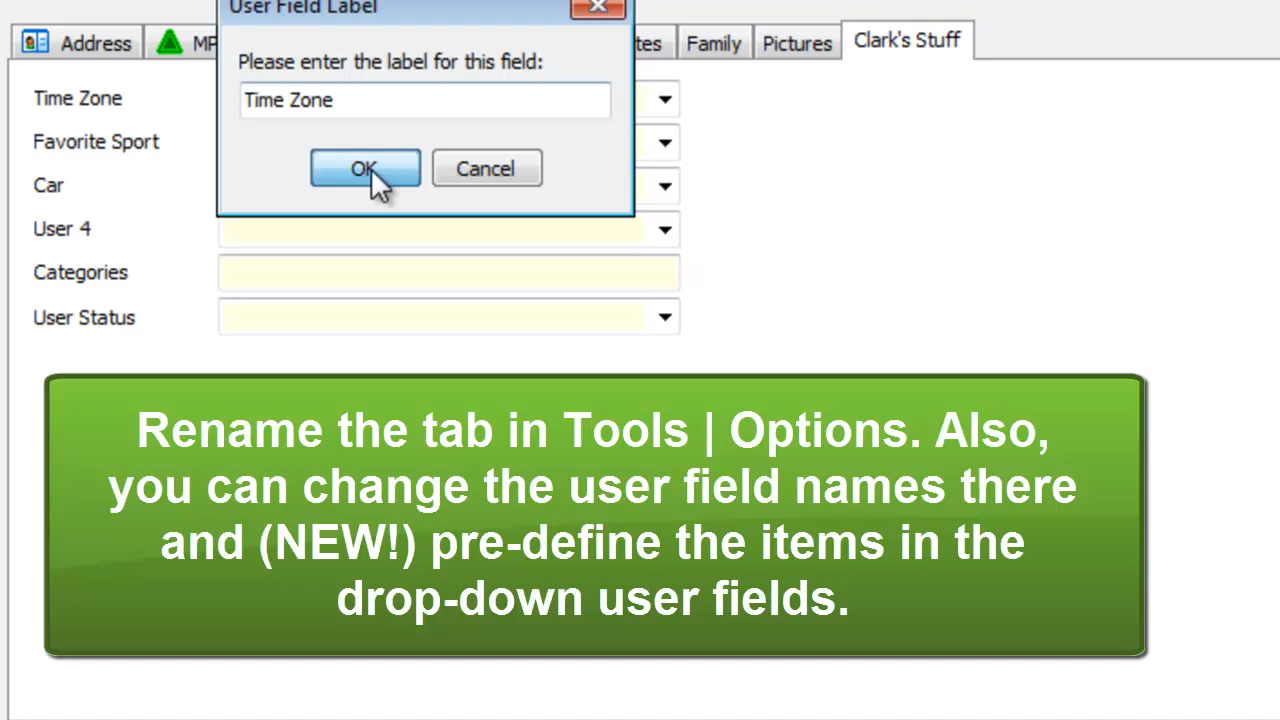 User Field Label
Address
Family
Pictures
Clark's Stuff
Please enter the label for this field:
Time Zone
Time Zone
Favorite Sport
OK
Cancel
Car
User 4
Categories
User Status
Rename the tab in Tools | Options. Also,
you can change the user field names there
and (NEW!) pre-define the items in the
drop-down user fields.